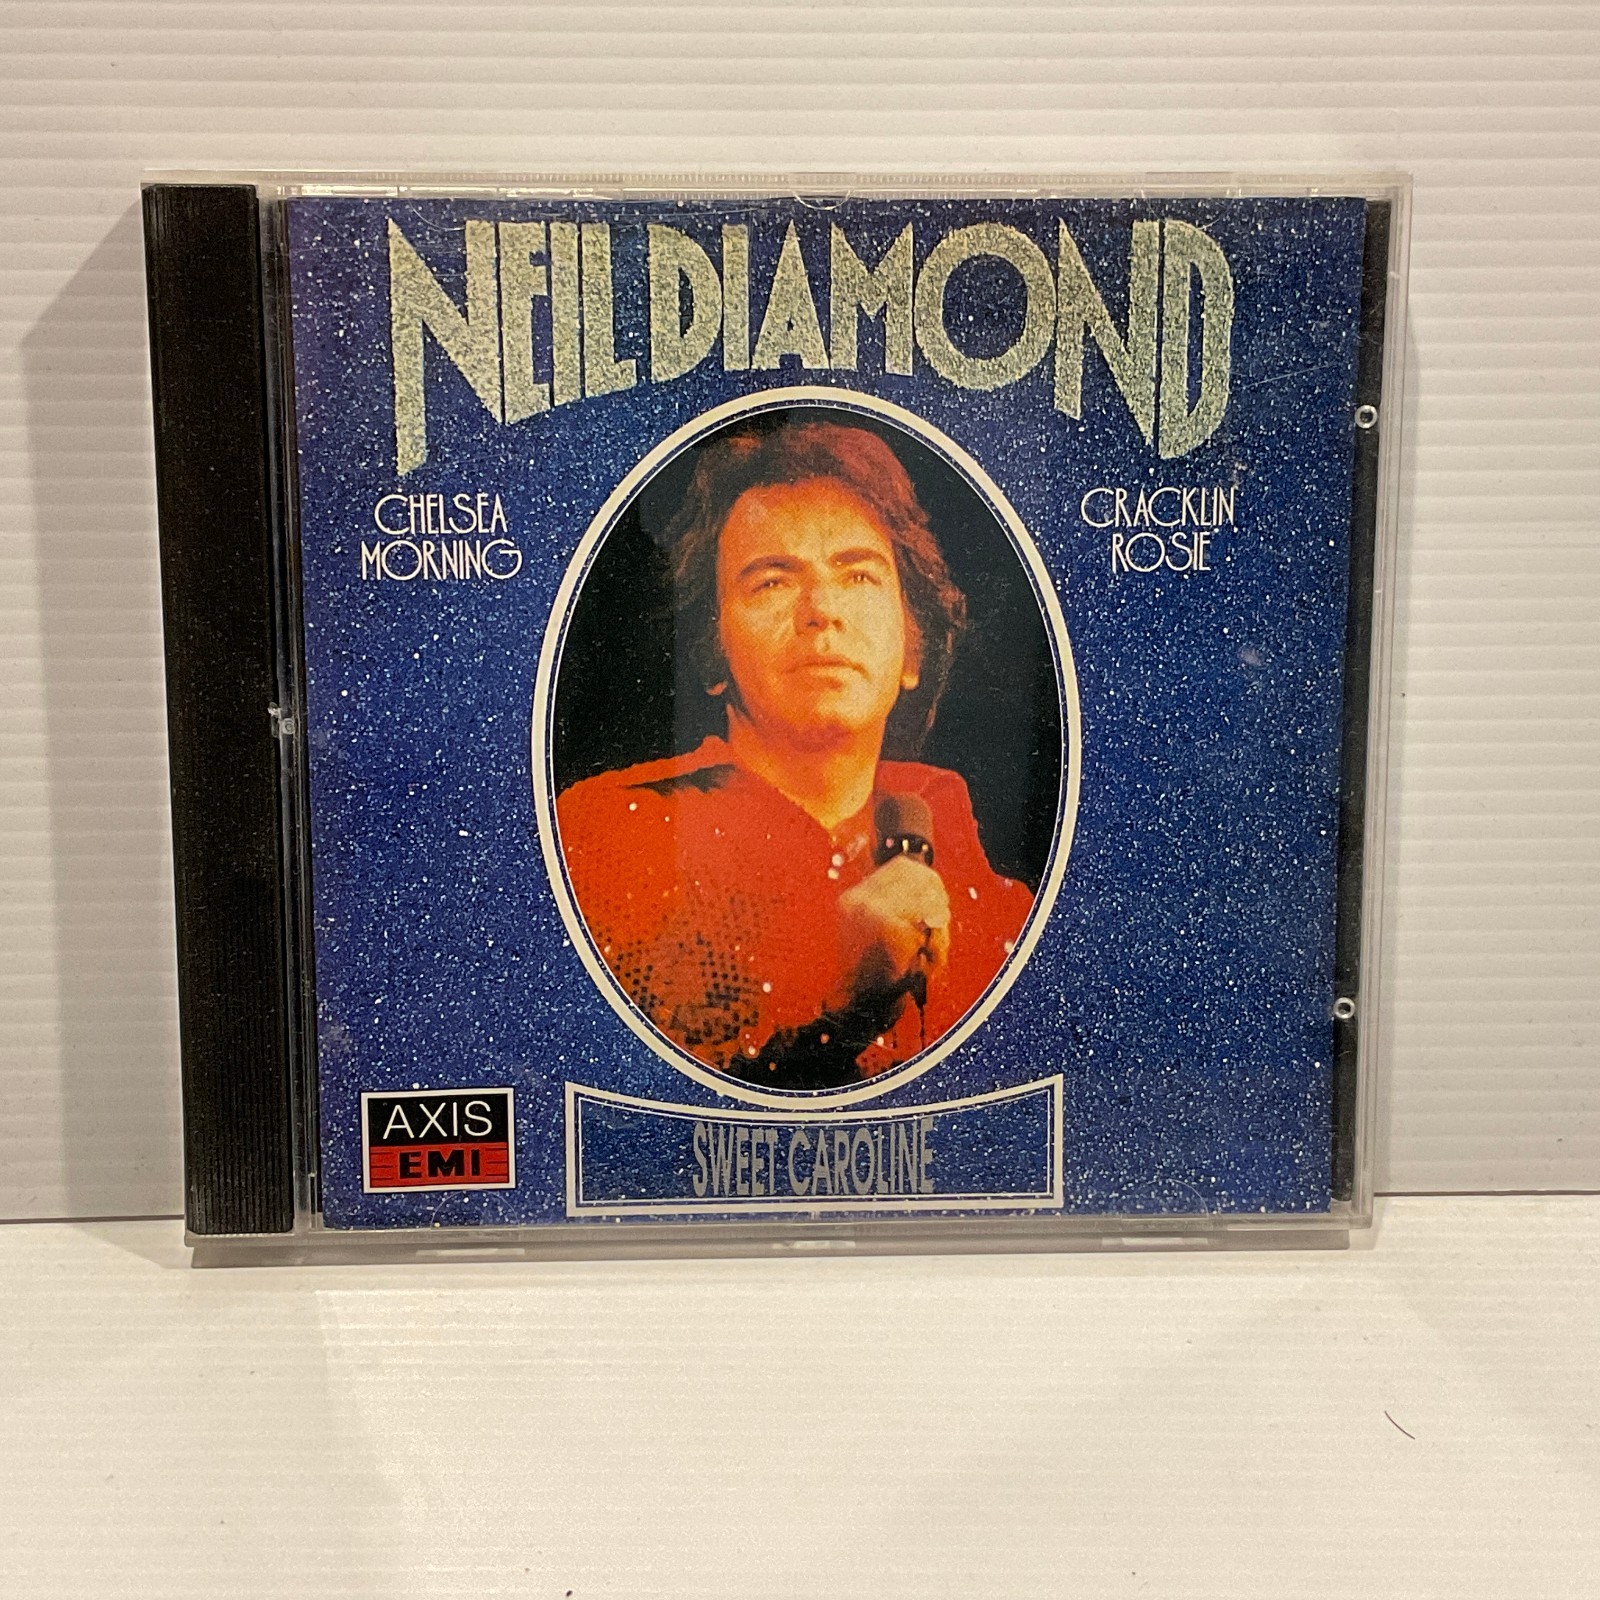 NEIL DIAMOND
CHELSEA
MORNING
CRACKLIN
ROSIE
AXIS
EMI
SWEET CAROLINE